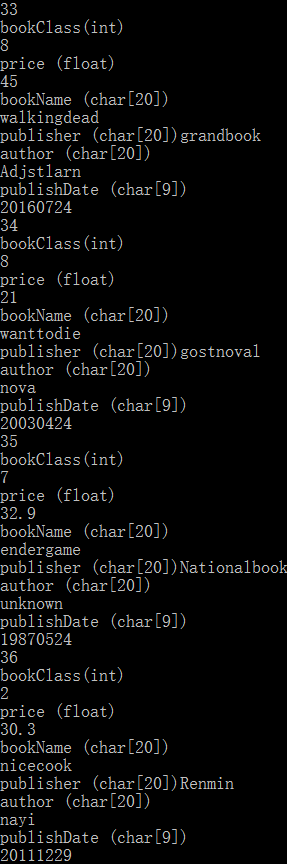 33
bookClass(int)
8
price (float)
45
bookName (char[20])
walkingdead
publisher (char[20])grandbook
author (char[20])
Adjstlarn
publishDate (char[9])
20160724
34
bookClass(int)
8
price (float)
21
bookName (char[20])
wanttodie
publisher (char[20])gostnoval
author (char[20])
nova
publishDate (char[9])
20030424
35
bookClass(int)
7
price (float)
32.9
bookName (char[20])
endergame
publisher (char[20])Nationalbook
author (char[20])
unknown
publishDate (char[9])
19870524
36
bookClass(int)
2
price (float)
30.3
bookName (char[20])
nicecook
publisher (char[20])Renmin
author (char[20])
nayi
publishDate (char[9])
20111229